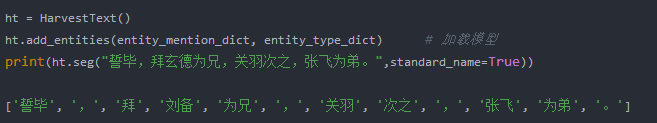 ht = HarvestText()
ht.add_entities(entity_mention_dict, entity_type_dict)      # 加载模型
print(ht.seg("誓毕，拜玄德为兄，关羽次之，张飞为弟。",standard_name=True))
['誓毕', '，', '拜', '刘备', '为兄', '，', '关羽', '次之', '，', '张飞', '为弟', '。']